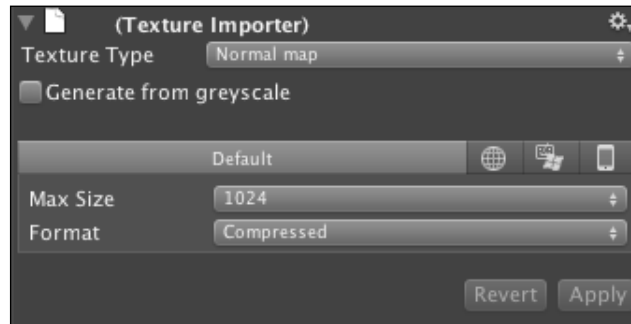 (Texture Importer)
Texture Type Normal map
Generate from greyscale
Default
Max Size 1024
Format Compressed
Revert Apply